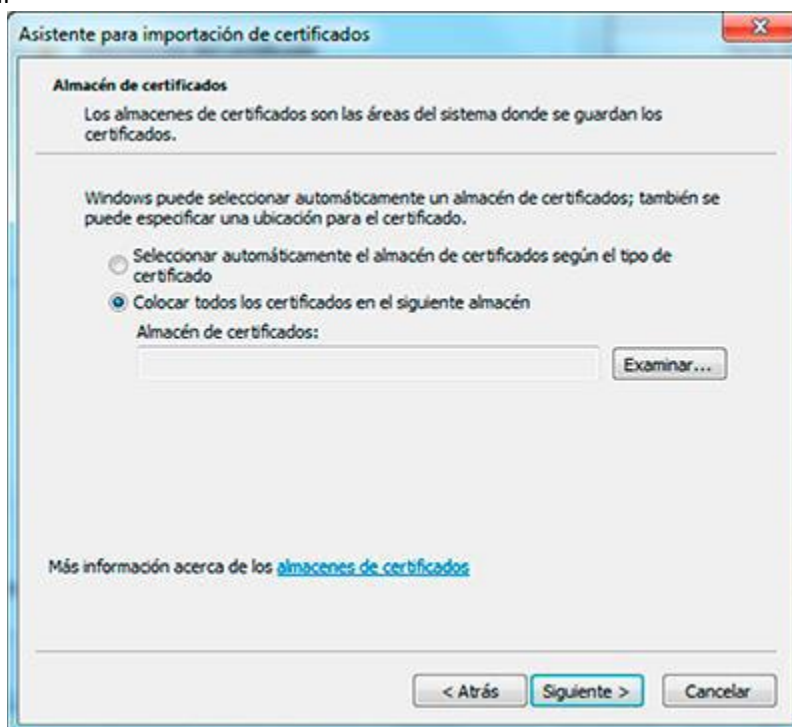 Asistente para importación de certificados
Almacén de certificados
Los almacenes de certificados son las áreas del sistema donde se guardan los
certificados.
Windows puede seleccionar automáticamente un almacén de certificados; también se
puede especificar una ubicación para el certificado.
Seleccionar automáticamente el almacén de certificados según el tipo de
certificado
Colocar todos los certificados en el siguiente almacén
Almacén de certificados:
Examinar...
Más información acerca de los almacenes de certificados
< Atrás
Siguiente >
Cancelar